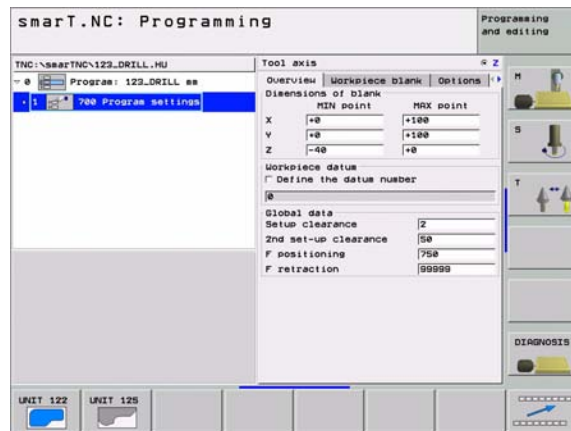 smarT.NC: Programming
Programming
and editing
TNC:\smarTNC\123_DRILL.HU
0 Program: 123_DRILL mm
1 700 Program settings
Tool axis Z
Overview Workpiece blank Options
Dimensions of blank
MIN point MAX point
X +0 +100
Y +0 +100
Z -40 +0
Workpiece datum
Define the datum number
0
Global data
Setup clearance 2
2nd set-up clearance 50
F positioning 750
F retraction 99999
M
S
T
DIAGNOSIS
UNIT 122
UNIT 125